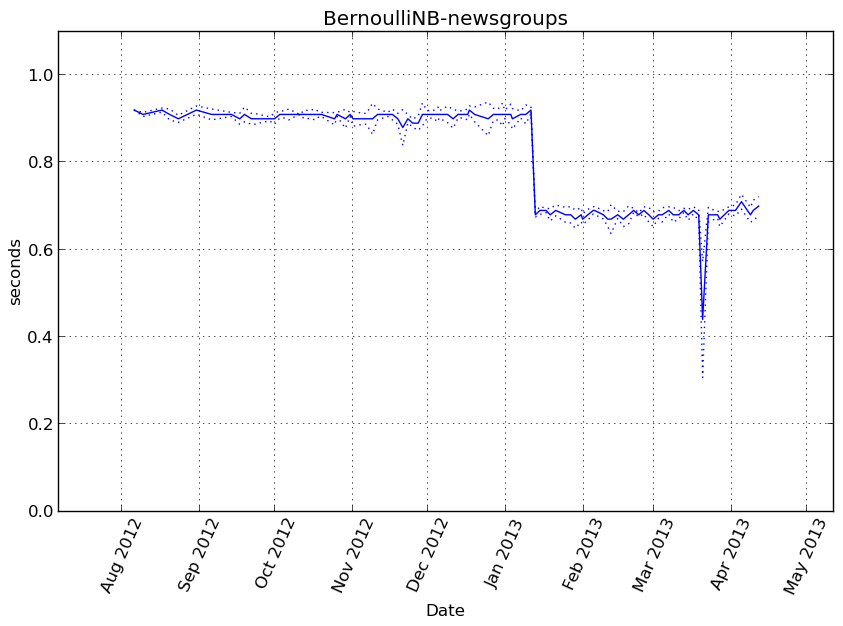 BernoulliNB-newsgroups
1.0
0.8
0.6
0.4
0.2
0.0
seconds
Aug 2012
Sep 2012
Oct 2012
Nov 2012
Dec 2012
Jan 2013
Feb 2013
Mar 2013
Apr 2013
May 2013
Date